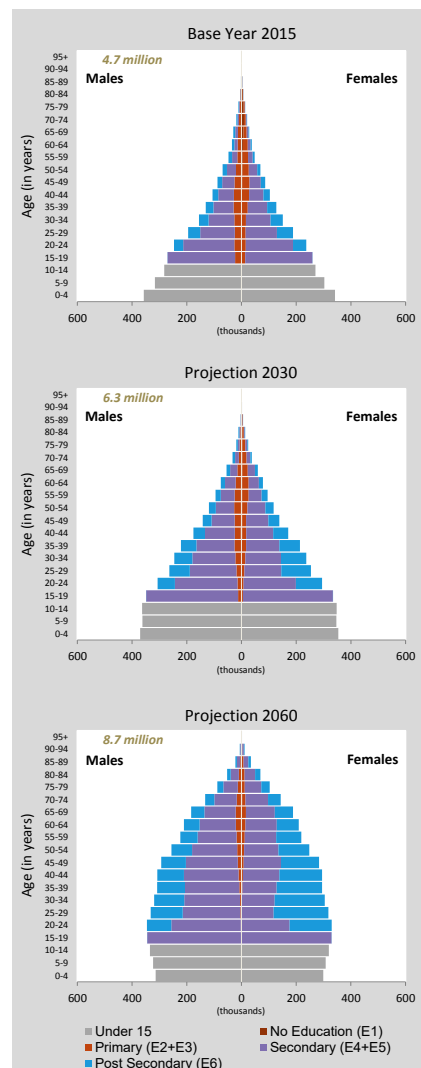 Base Year 2015
4.7 million
Males
Females
Age (in years)
95+
90-94
85-89
80-84
75-79
70-74
65-69
60-64
55-59
50-54
45-49
40-44
35-39
30-34
25-29
20-24
15-19
10-14
5-9
0-4
600 400 200 0 200 400 600
(thousands)
Projection 2030
6.3 million
Males
Females
Age (in years)
95+
90-94
85-89
80-84
75-79
70-74
65-69
60-64
55-59
50-54
45-49
40-44
35-39
30-34
25-29
20-24
15-19
10-14
5-9
0-4
600 400 200 0 200 400 600
(thousands)
Projection 2060
8.7 million
Males
Females
Age (in years)
95+
90-94
85-89
80-84
75-79
70-74
65-69
60-64
55-59
50-54
45-49
40-44
35-39
30-34
25-29
20-24
15-19
10-14
5-9
0-4
600 400 200 0 200 400 600
(thousands)
Under 15 No Education (E1)
Primary (E2+E3) Secondary (E4+E5)
Post Secondary (E6)